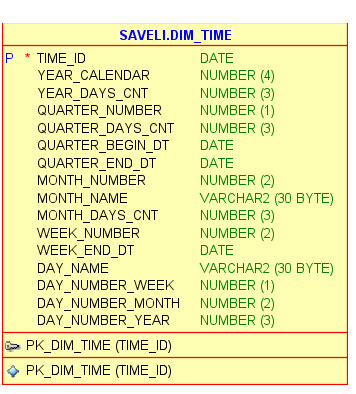 SAVELI.DIM_TIME
P * TIME_ID DATE
YEAR_CALENDAR NUMBER (4)
YEAR_DAYS_CNT NUMBER (3)
QUARTER_NUMBER NUMBER (1)
QUARTER_DAYS_CNT NUMBER (3)
QUARTER_BEGIN_DT DATE
QUARTER_END_DT DATE
MONTH_NUMBER NUMBER (2)
MONTH_NAME VARCHAR2 (30 BYTE)
MONTH_DAYS_CNT NUMBER (3)
WEEK_NUMBER NUMBER (2)
WEEK_END_DT DATE
DAY_NAME VARCHAR2 (30 BYTE)
DAY_NUMBER_WEEK NUMBER (1)
DAY_NUMBER_MONTH NUMBER (2)
DAY_NUMBER_YEAR NUMBER (3)
PK_DIM_TIME (TIME_ID)
PK_DIM_TIME (TIME_ID)